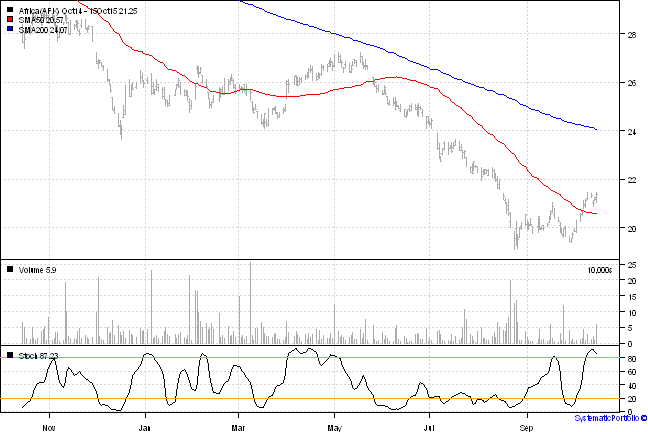 Africa(AFK) Oct14 - 15Oct15 21.25
SMA50 20.57
SMA200 24.07
28
26
24
22
20
Volume 5.9
10,000s
25
20
15
10
5
0
Stoch 87.23
80
60
40
20
0
Nov
Jan
Mar
May
Jul
Sep
SystematicPortfolio ©